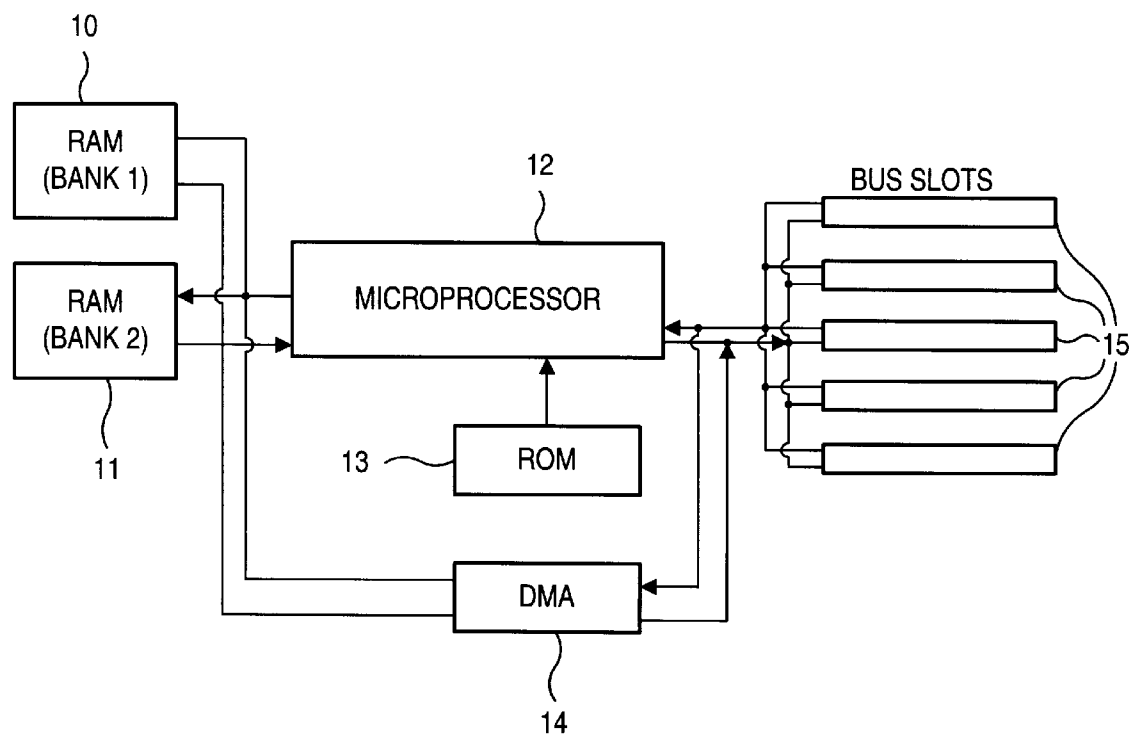 10
RAM
(BANK 1)
12
BUS SLOTS
RAM
(BANK 2)
MICROPROCESSOR
15
11
13
ROM
DMA
14